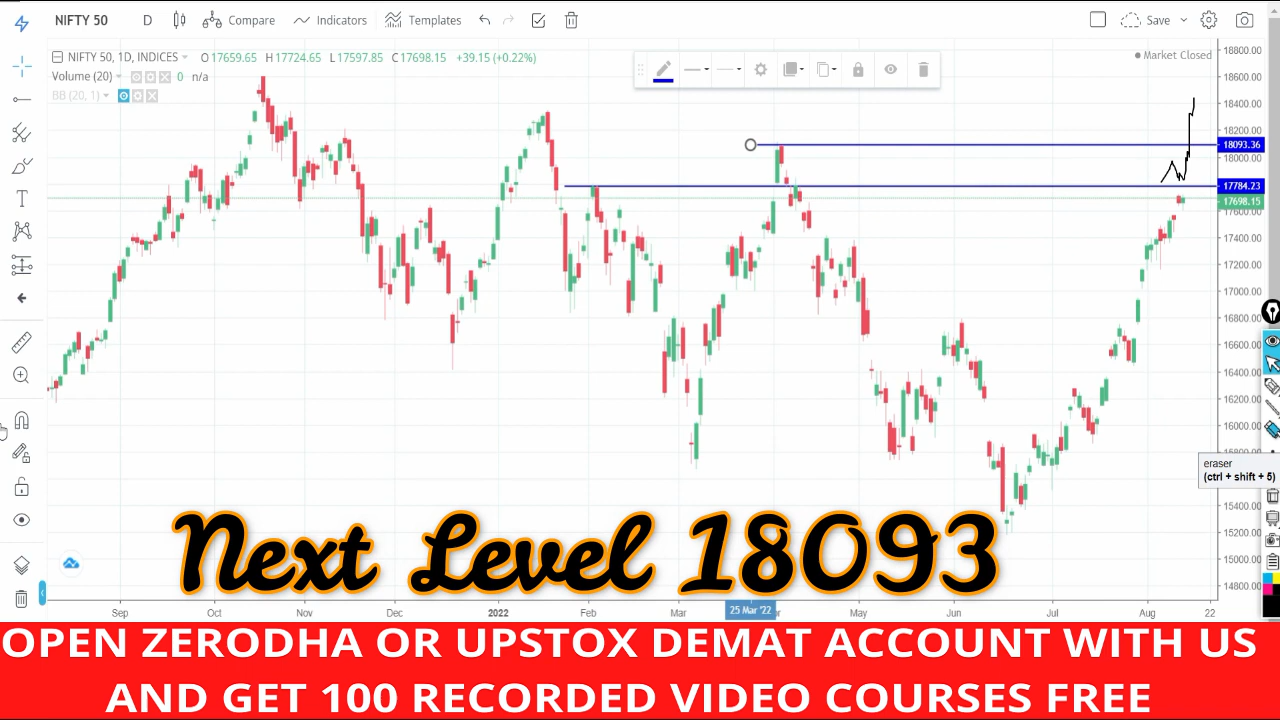 NIFTY 50 D Compare Indicators Templates Save
NIFTY 50, 1D, INDICES O17659.65 H17724.65 L17597.85 C17698.15 +39.15 (+0.22%)
Market Closed
Volume (20) 0 n/a
BB (20, 1)
18800.00
18600.00
18400.00
18200.00
18093.36
18000.00
17784.23
17698.15
17600.00
17400.00
17200.00
17000.00
16800.00
16600.00
16400.00
16200.00
16000.00
eraser
(ctrl + shift + 5)
15400.00
15200.00
15000.00
14800.00
Next Level 18093
Sep Oct Nov Dec 2022 Feb Mar 25 Mar '22 May Jun Jul Aug 22
OPEN ZERODHA OR UPSTOX DEMAT ACCOUNT WITH US
AND GET 100 RECORDED VIDEO COURSES FREE